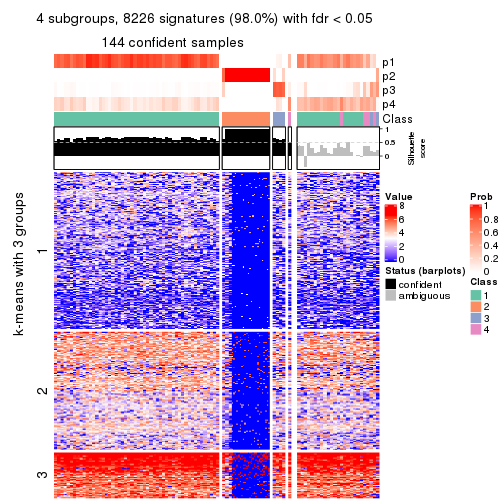 4 subgroups, 8226 signatures (98.0%) with fdr < 0.05
144 confident samples
p1
p2
p3
p4
Class
1
0.5
0
Silhouette
score
k-means with 3 groups
1
2
3
Value
8
6
4
2
0
Status (barplots)
confident
ambiguous
Prob
1
0.8
0.6
0.4
0.2
0
Class
1
2
3
4